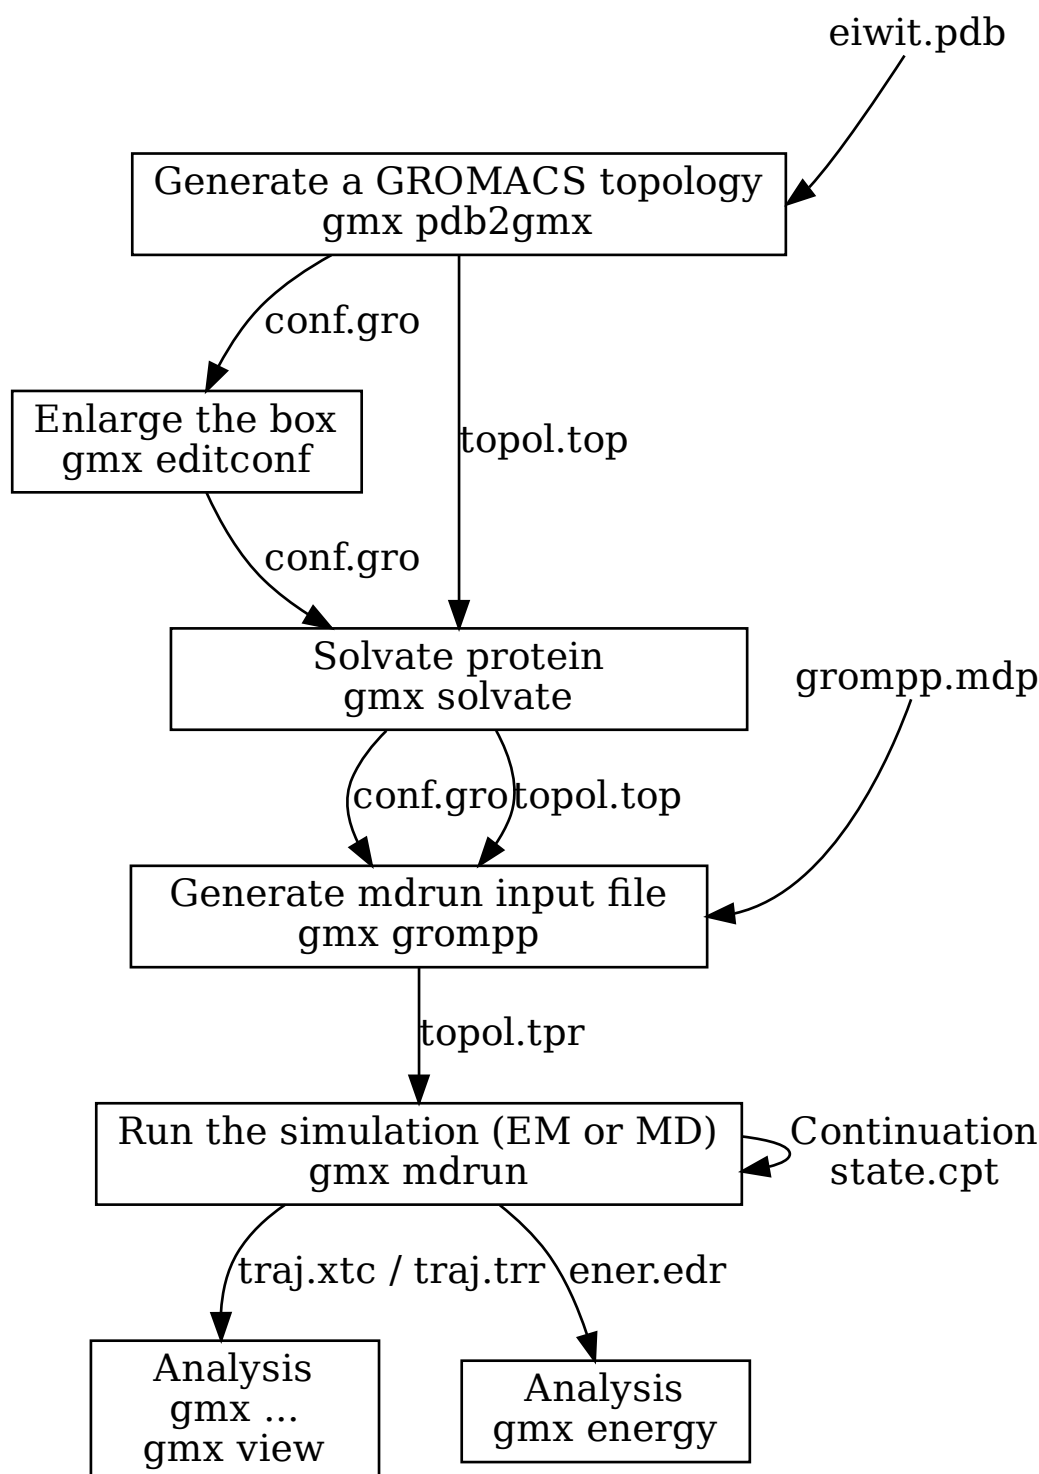 eiwit.pdb
Generate a GROMACS topology
gmx pdb2gmx
conf.gro
Enlarge the box
gmx editconf
topol.top
conf.gro
Solvate protein
gmx solvate
grompp.mdp
conf.gro
topol.top
Generate mdrun input file
gmx grompp
topol.tpr
Run the simulation (EM or MD)
gmx mdrun
Continuation
state.cpt
traj.xtc / traj.trr
ener.edr
Analysis
gmx ...
gmx view
Analysis
gmx energy